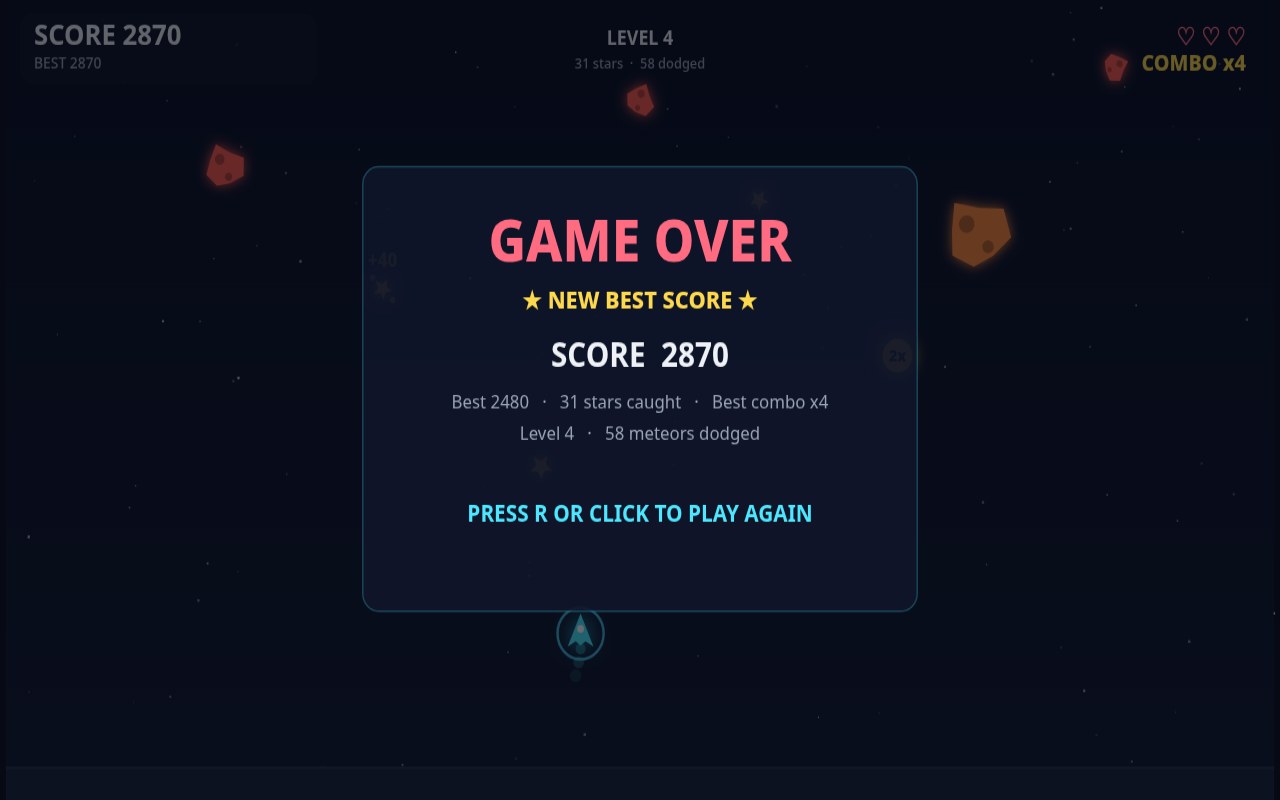 SCORE 2870
BEST 2870
LEVEL 4
31 stars · 58 dodged
♡ ♡ ♡
COMBO x4
+40
2x
GAME OVER
★ NEW BEST SCORE ★
SCORE 2870
Best 2480 · 31 stars caught · Best combo x4
Level 4 · 58 meteors dodged
PRESS R OR CLICK TO PLAY AGAIN